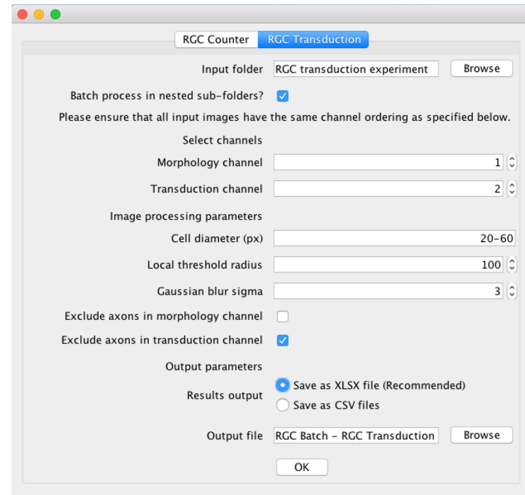 RGC Counter RGC Transduction
Input folder RGC transduction experiment Browse
Batch process in nested sub-folders?
Please ensure that all input images have the same channel ordering as specified below.
Select channels
Morphology channel 1
Transduction channel 2
Image processing parameters
Cell diameter (px) 20-60
Local threshold radius 100
Gaussian blur sigma 3
Exclude axons in morphology channel
Exclude axons in transduction channel
Output parameters
Results output Save as XLSX file (Recommended)
Save as CSV files
Output file RGC Batch - RGC Transduction Browse
OK